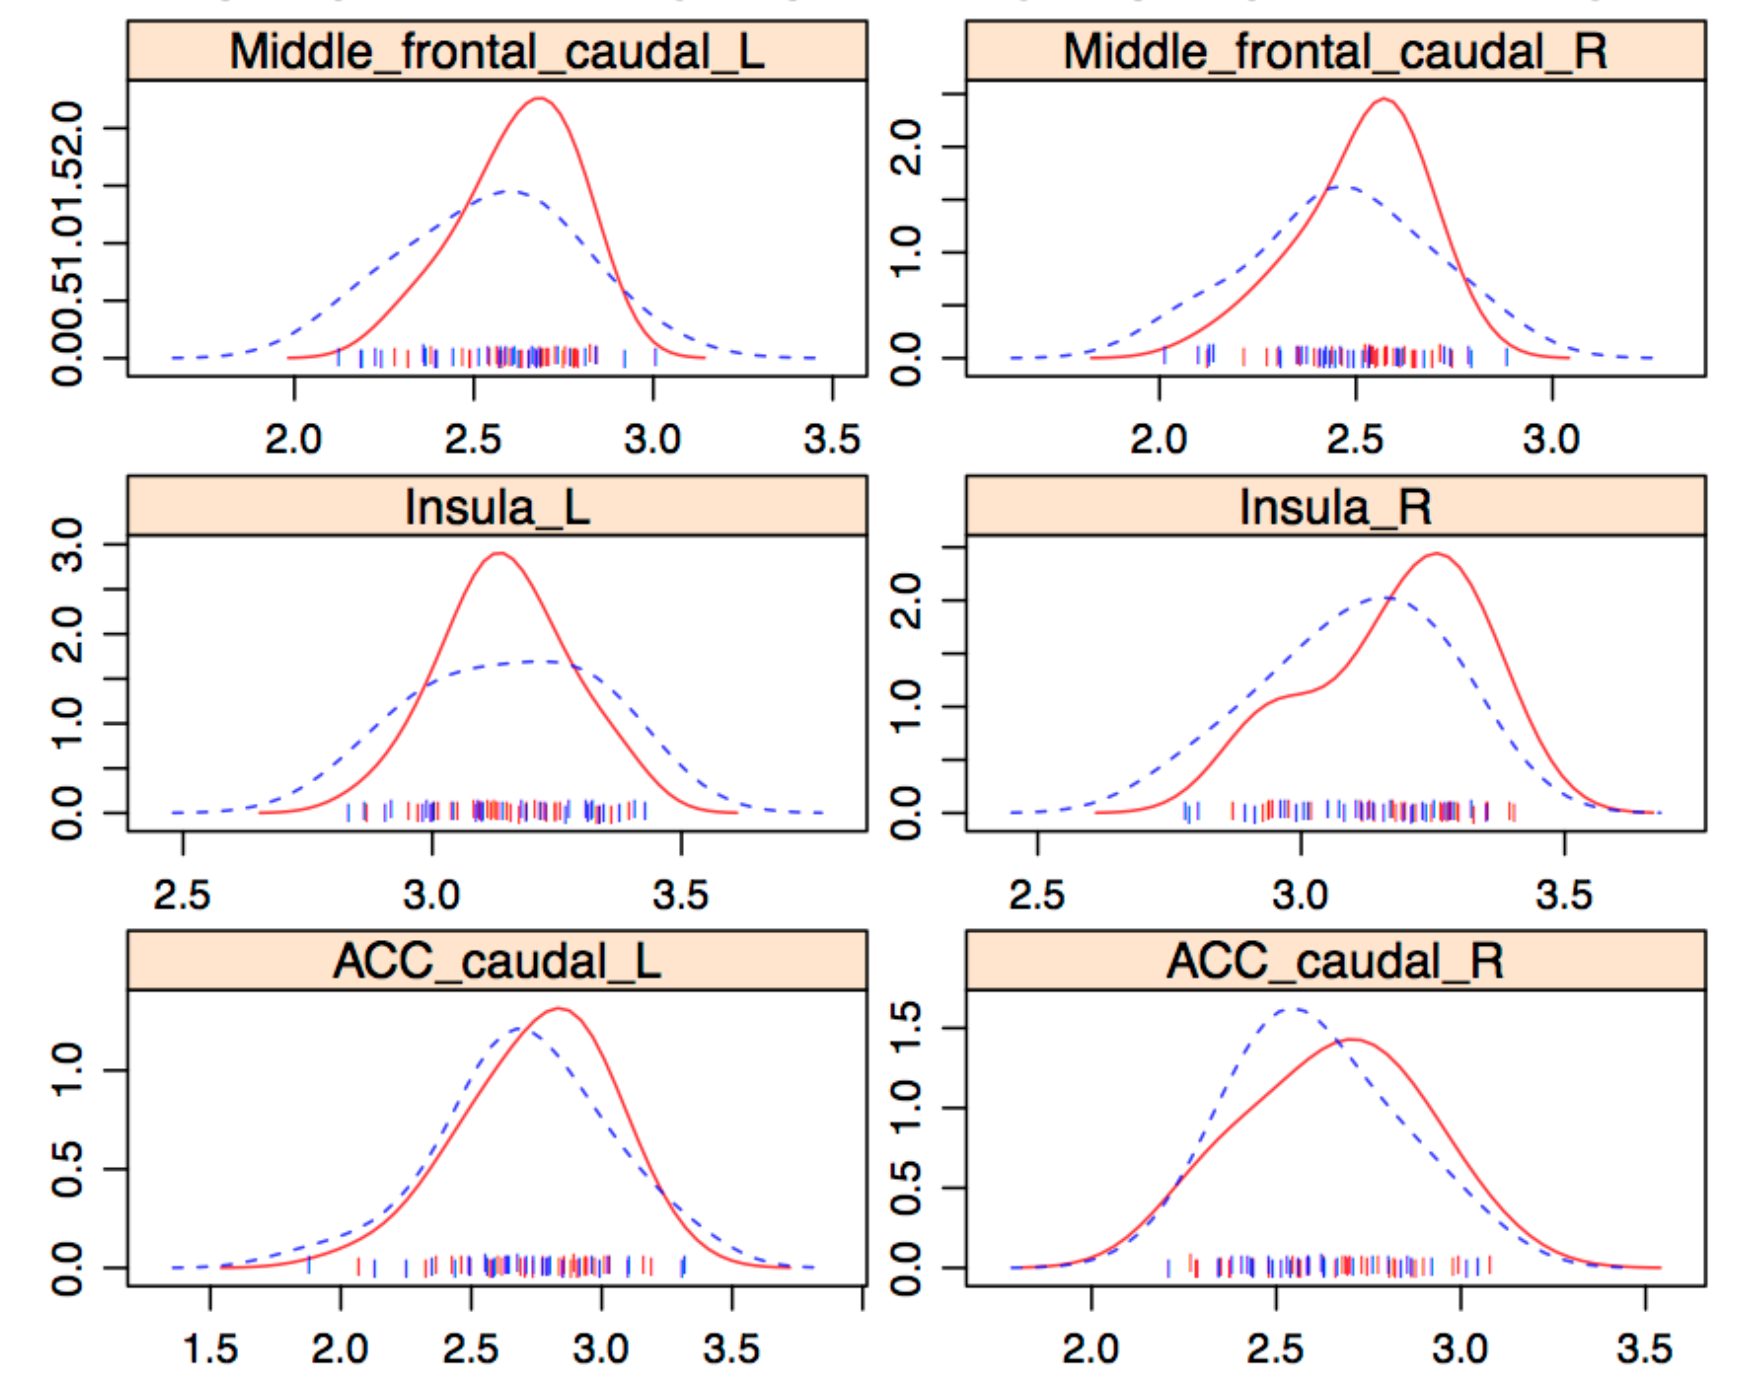 Middle_frontal_caudal_L
Middle_frontal_caudal_R
0.00.51.01.52.0
0.0 1.0 2.0
2.0 2.5 3.0 3.5
2.0 2.5 3.0
Insula_L
Insula_R
0.0 1.0 2.0 3.0
0.0 1.0 2.0
2.5 3.0 3.5
2.5 3.0 3.5
ACC_caudal_L
ACC_caudal_R
0.0 0.5 1.0
0.0 0.5 1.0 1.5
1.5 2.0 2.5 3.0 3.5
2.0 2.5 3.0 3.5